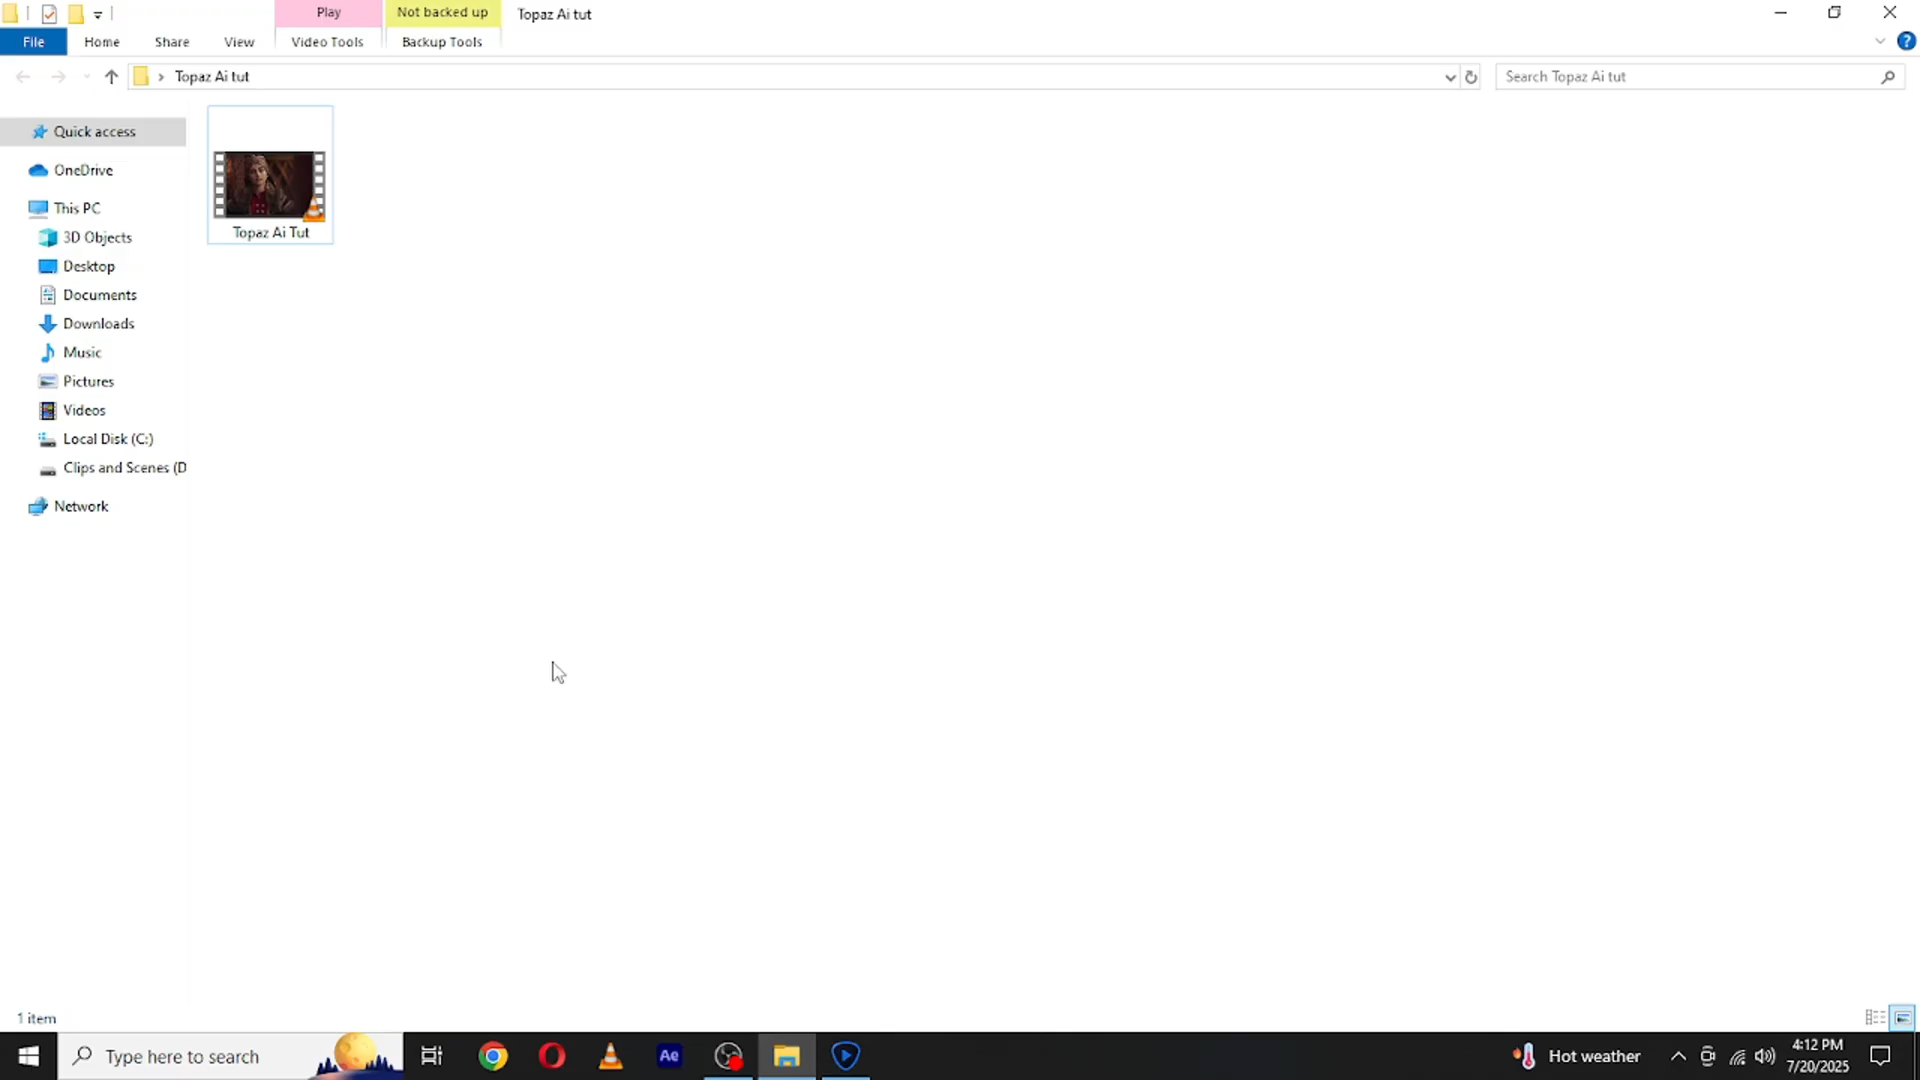 Play
Not backed up
Topaz Ai tut
File
Home
Share
View
Video Tools
Backup Tools
Topaz Ai tut
Search Topaz Ai tut
Quick access
OneDrive
This PC
3D Objects
Desktop
Documents
Downloads
Music
Pictures
Videos
Local Disk (C:)
Clips and Scenes (D
Network
Topaz Ai Tut
1 item
Type here to search
Ae
Hot weather
4:12 PM
7/20/2025